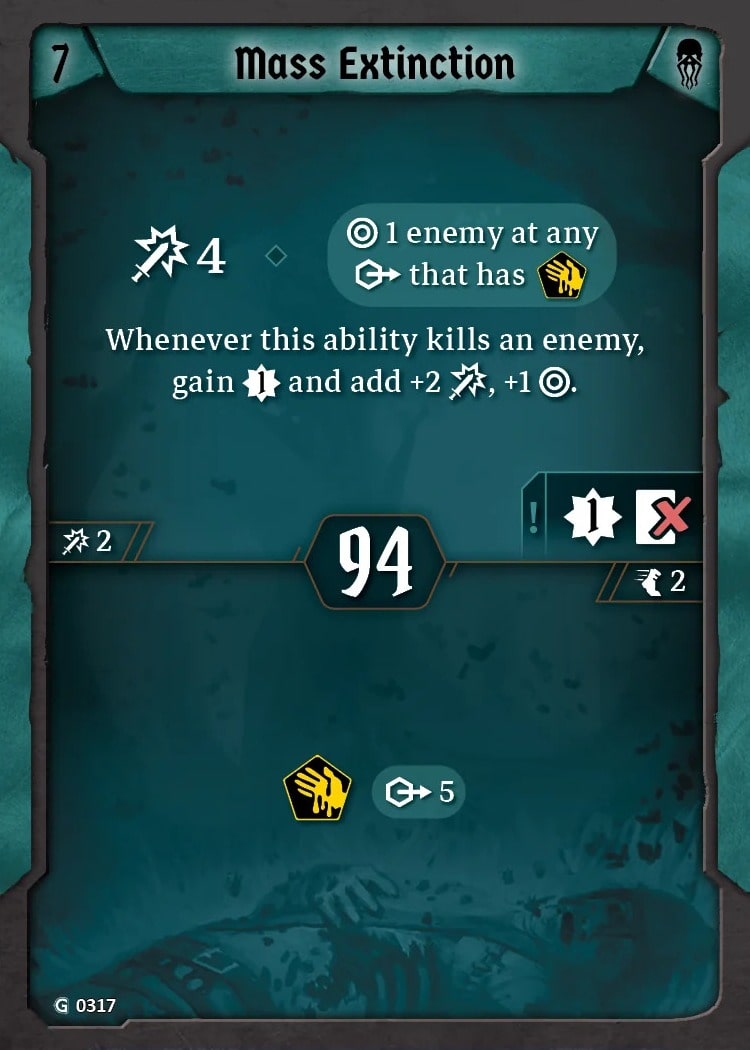 7
Mass Extinction
4
1 enemy at any
that has
Whenever this ability kills an enemy,
gain 1 and add +2 , +1 .
! 1
2
94
2
5
G 0317